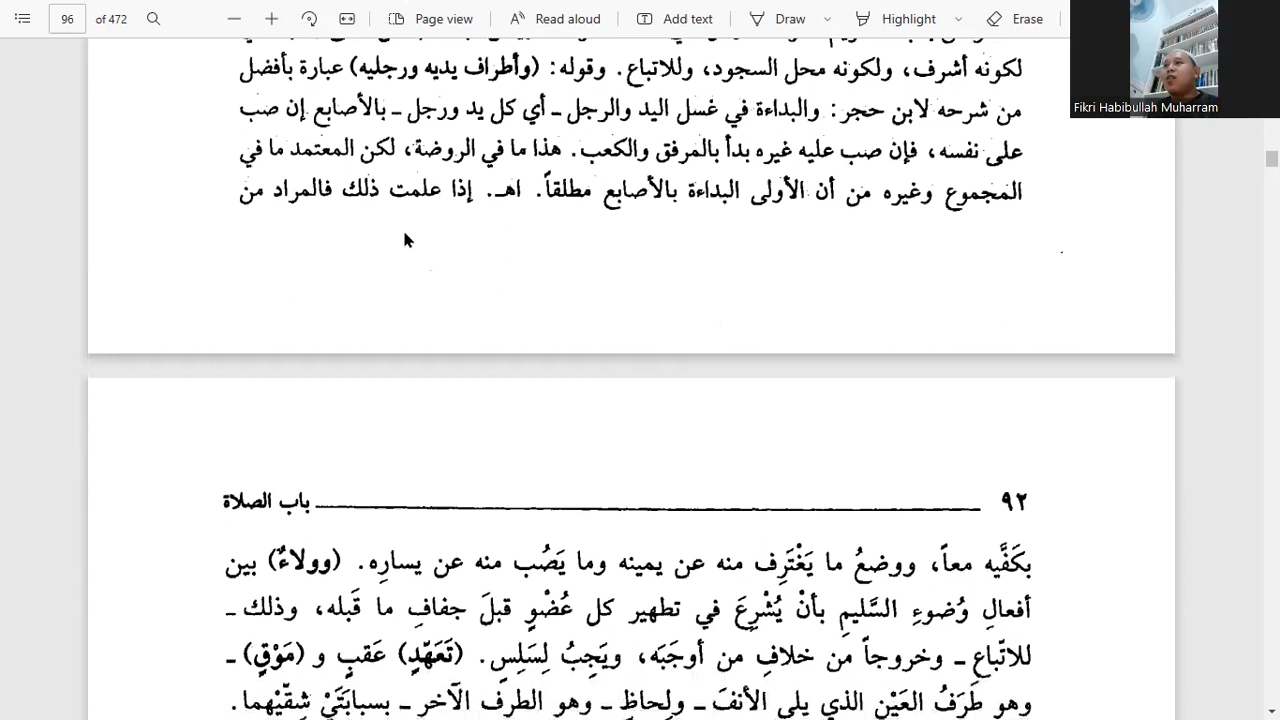 96 of 472
Page view
Read aloud
Add text
Draw
Highlight
Erase
Fikri Habibullah Muharram
لكونه أشرف، ولكونه محل السجود، وللاتباع. وقوله: (وأطراف يديه ورجليه) عبارة بأفضل
من شرحه لابن حجر: والبداءة في غسل اليد والرجل ـ أي كل يد ورجل ـ بالأصابع إن صب
على نفسه، فإن صب عليه غيره بدأ بالمرفق والكعب. هذا ما في الروضة، لكن المعتمد ما في
المجموع وغيره من أن الأولى البداءة بالأصابع مطلقاً. اهـ. إذا علمت ذلك فالمراد من
٩٢ باب الصلاة
بكَفَّيه معاً، ووضعُ ما يَغْتَرِف منه عن يمينه وما يَصُب منه عن يسارِه. (وولاءٌ) بين
أفعالِ وُضوءِ السَّليمِ بأنْ يُشْرِعَ في تطهير كل عُضْوٍ قبلَ جفافِ ما قَبله، وذلك ـ
للاتّباعِ ـ وخروجاً من خلافِ من أوجَبَه، ويَجِبُ لِسَلِسٍ. (تَعَهّدٍ) عَقبٍ و (مَوْقٍ) ـ
وهو طَرَفُ العَيْنِ الذي يلي الأنفَ ـ ولِحاظٍ ـ وهو الطرف الآخر ـ بسبابَتَيْ شِقّيْهما.